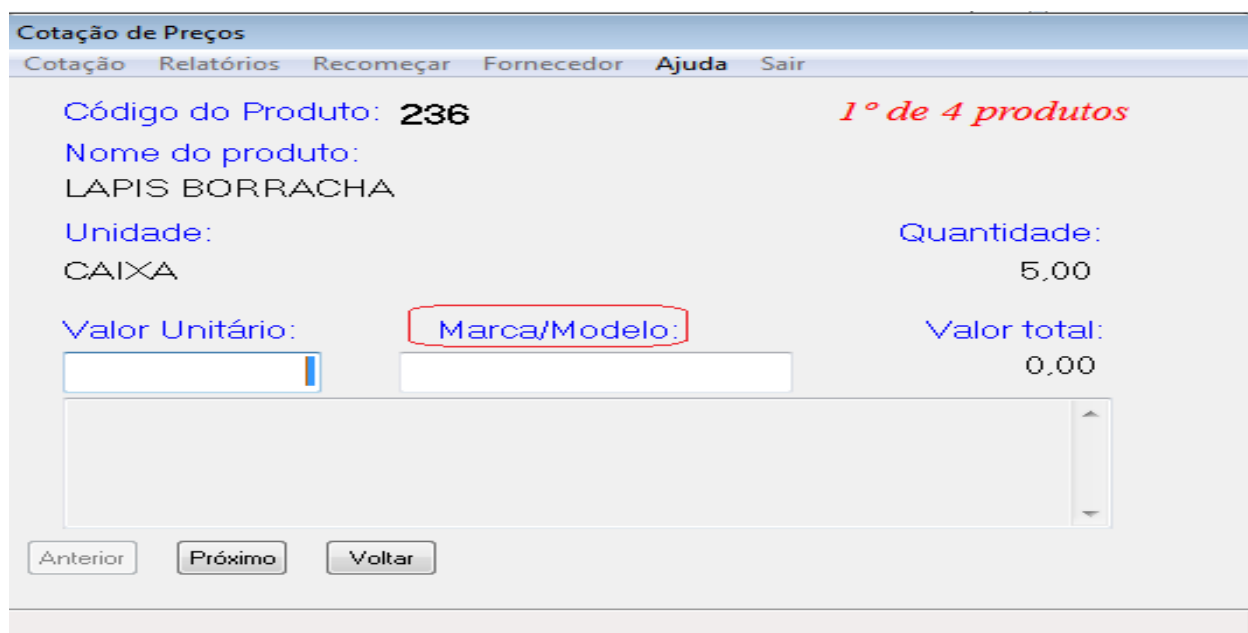 Cotação de Preços
Cotação Relatórios Recomeçar Fornecedor Ajuda Sair
Código do Produto: 236 1º de 4 produtos
Nome do produto:
LAPIS BORRACHA
Unidade: Quantidade:
CAIXA 5,00
Valor Unitário: Marca/Modelo: Valor total:
0,00
Anterior Próximo Voltar